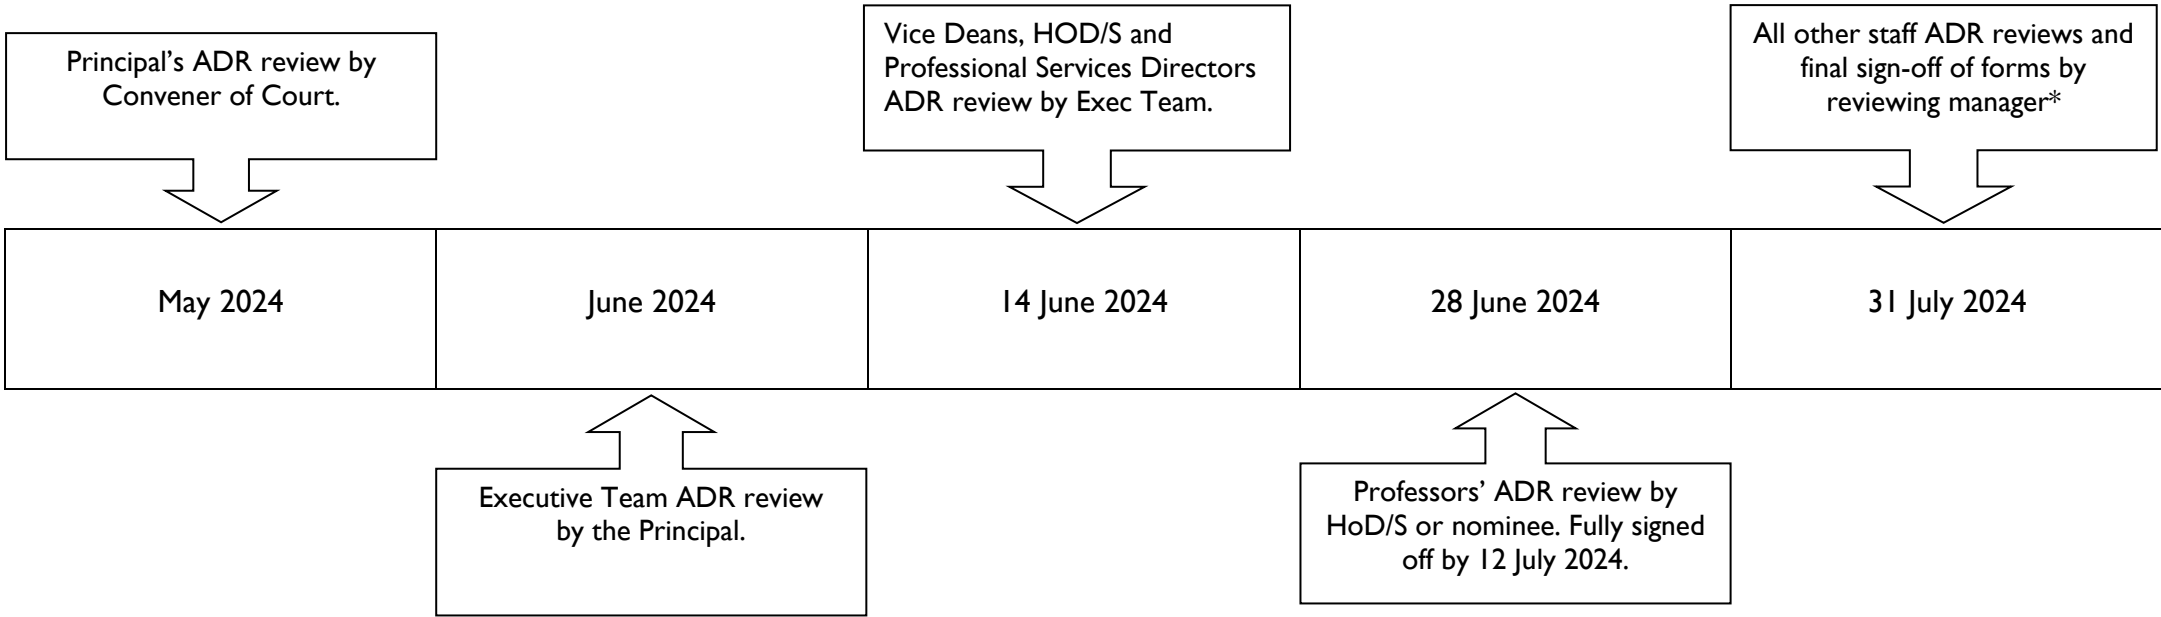 Principal’s ADR review by
Convener of Court.
Vice Deans, HOD/S and
Professional Services Directors
ADR review by Exec Team.
All other staff ADR reviews and
final sign-off of forms by
reviewing manager*
May 2024
June 2024
14 June 2024
28 June 2024
31 July 2024
Executive Team ADR review
by the Principal.
Professors’ ADR review by
HoD/S or nominee. Fully signed
off by 12 July 2024.